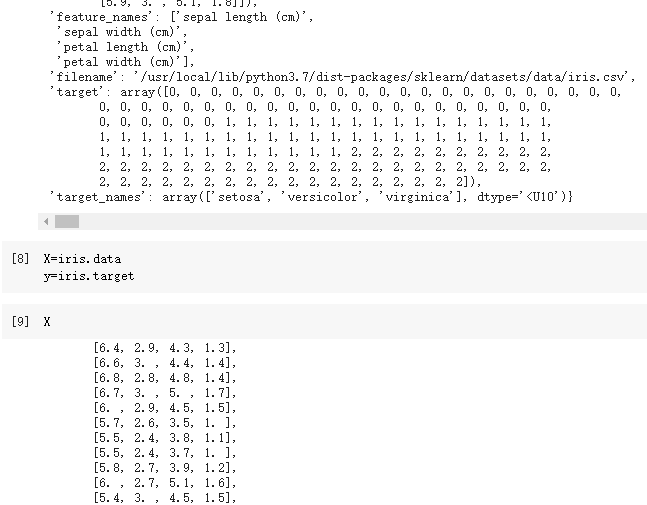 [5.9, 3. , 5.1, 1.8]]),
'feature_names': ['sepal length (cm)',
'sepal width (cm)',
'petal length (cm)',
'petal width (cm)'],
'filename': '/usr/local/lib/python3.7/dist-packages/sklearn/datasets/data/iris.csv',
'target': array([0, 0, 0, 0, 0, 0, 0, 0, 0, 0, 0, 0, 0, 0, 0, 0, 0, 0, 0, 0, 0, 0,
0, 0, 0, 0, 0, 0, 0, 0, 0, 0, 0, 0, 0, 0, 0, 0, 0, 0, 0, 0, 0, 0,
0, 0, 0, 0, 0, 0, 1, 1, 1, 1, 1, 1, 1, 1, 1, 1, 1, 1, 1, 1, 1, 1,
1, 1, 1, 1, 1, 1, 1, 1, 1, 1, 1, 1, 1, 1, 1, 1, 1, 1, 1, 1, 1, 1,
1, 1, 1, 1, 1, 1, 1, 1, 1, 1, 1, 1, 2, 2, 2, 2, 2, 2, 2, 2, 2, 2,
2, 2, 2, 2, 2, 2, 2, 2, 2, 2, 2, 2, 2, 2, 2, 2, 2, 2, 2, 2, 2, 2,
2, 2, 2, 2, 2, 2, 2, 2, 2, 2, 2, 2, 2, 2, 2, 2, 2, 2]),
'target_names': array(['setosa', 'versicolor', 'virginica'], dtype='<U10')}
[8] X=iris.data
y=iris.target
[9] X
[6.4, 2.9, 4.3, 1.3],
[6.6, 3. , 4.4, 1.4],
[6.8, 2.8, 4.8, 1.4],
[6.7, 3. , 5. , 1.7],
[6. , 2.9, 4.5, 1.5],
[5.7, 2.6, 3.5, 1. ],
[5.5, 2.4, 3.8, 1.1],
[5.5, 2.4, 3.7, 1. ],
[5.8, 2.7, 3.9, 1.2],
[6. , 2.7, 5.1, 1.6],
[5.4, 3. , 4.5, 1.5],